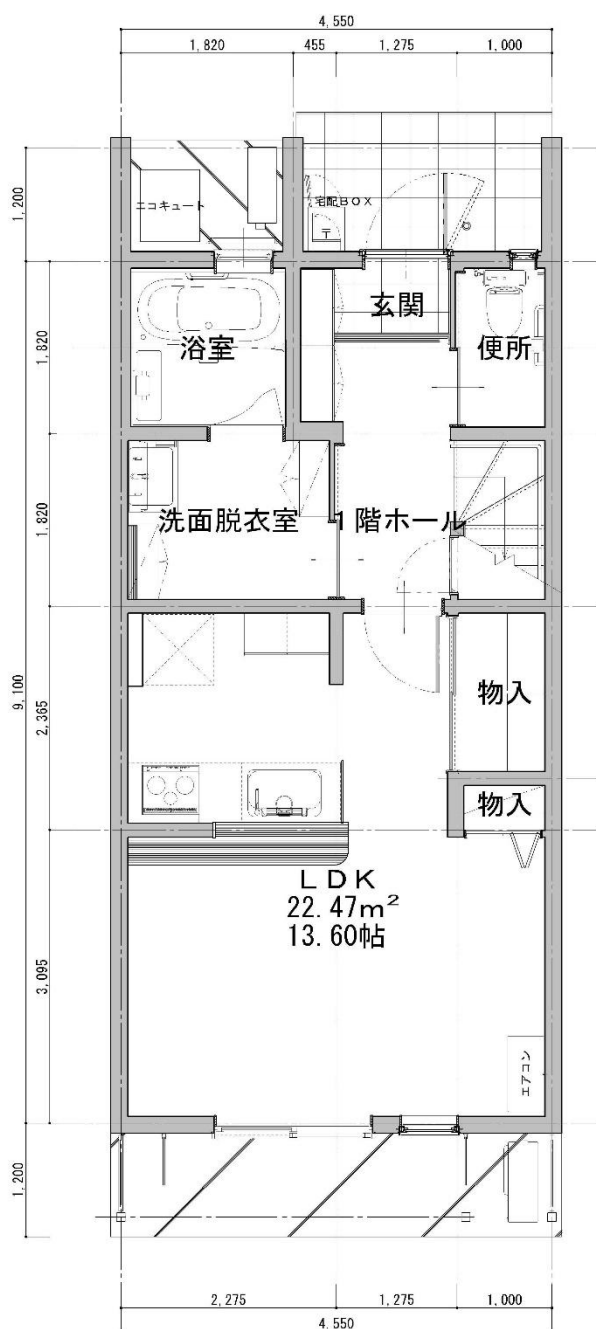 4,550
1,820 455 1,275 1,000
1,200
エコキュート
宅配BOX
〒
1,820
浴室
玄関
便所
1,820
洗面脱衣室
1階ホール
9,100
2,365
物入
物入
LDK
22.47m²
13.60帖
3,095
エアコン
1,200
2,275 1,275 1,000
4,550